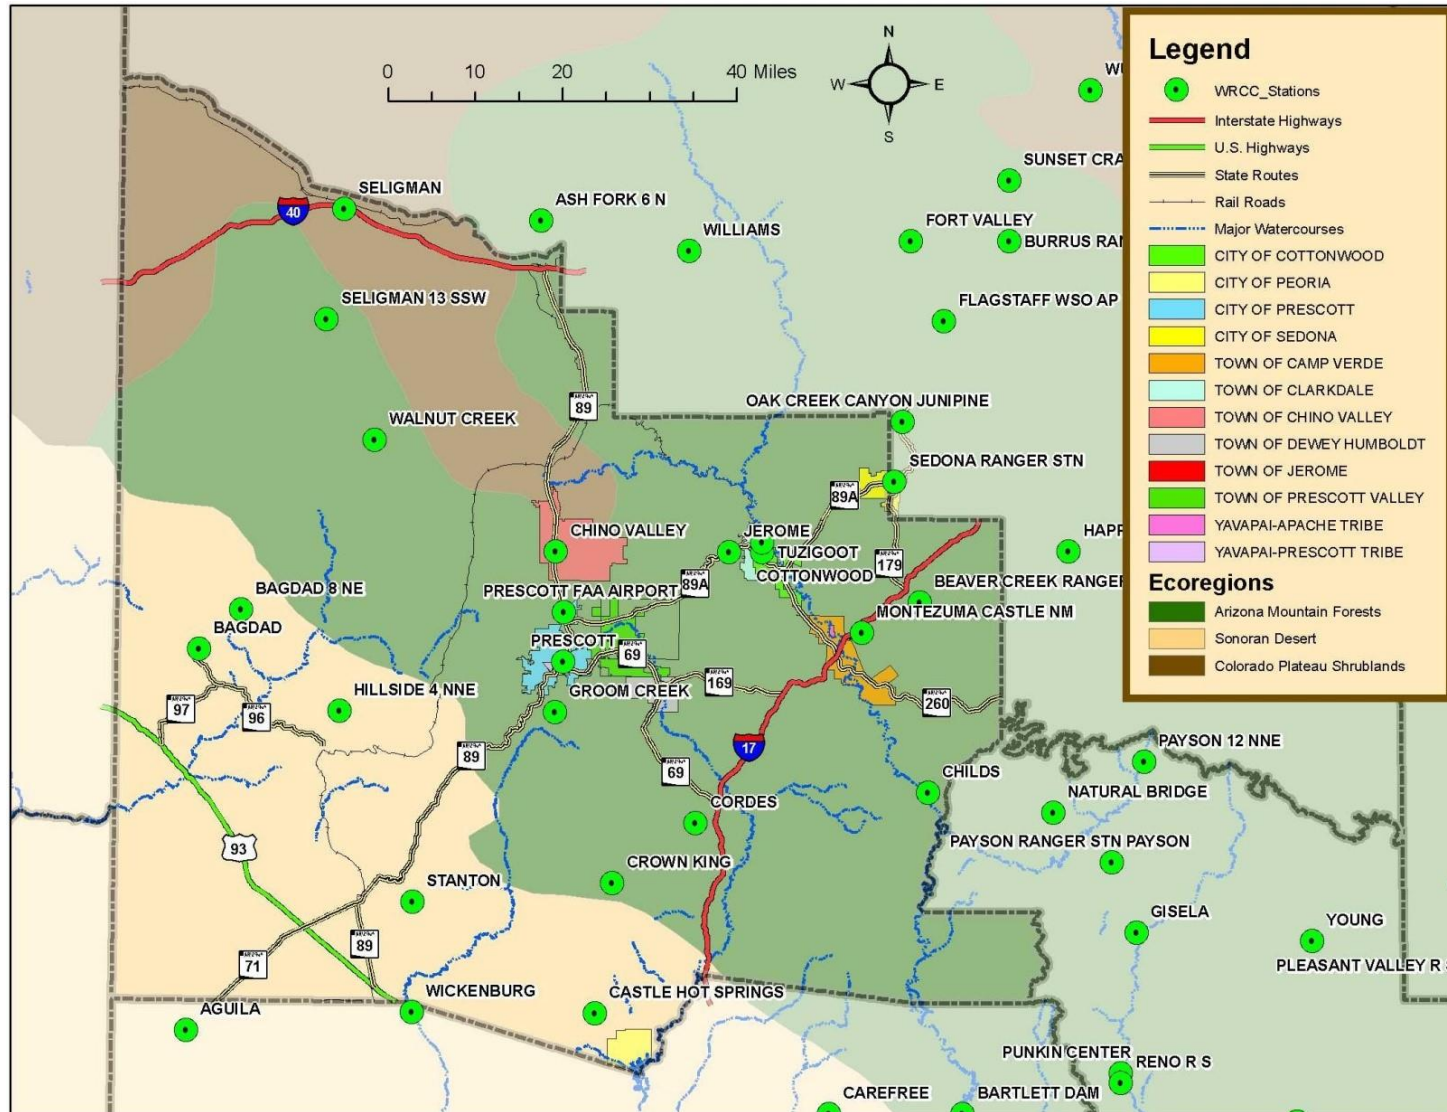 Legend
WRCC_Stations
Interstate Highways
U.S. Highways
State Routes
Rail Roads
Major Watercourses
CITY OF COTTONWOOD
CITY OF PEORIA
CITY OF PRESCOTT
CITY OF SEDONA
TOWN OF CAMP VERDE
TOWN OF CLARKDALE
TOWN OF CHINO VALLEY
TOWN OF DEWEY HUMBOLDT
TOWN OF JEROME
TOWN OF PRESCOTT VALLEY
YAVAPAI-APACHE TRIBE
YAVAPAI-PRESCOTT TRIBE
Ecoregions
Arizona Mountain Forests
Sonoran Desert
Colorado Plateau Shrublands
N
W E
S
0 10 20 40 Miles
SUNSET CRA
SELIGMAN
40
ASH FORK 6 N
WILLIAMS
FORT VALLEY
BURRUS RAN
SELIGMAN 13 SSW
FLAGSTAFF WSO AP
89
OAK CREEK CANYON JUNIPINE
WALNUT CREEK
SEDONA RANGER STN
89A
CHINO VALLEY
JEROME
TUZIGOOT
HAPP
179
COTTONWOOD
89A
BAGDAD 8 NE
PRESCOTT FAA AIRPORT
BEAVER CREEK RANGER
MONTEZUMA CASTLE NM
BAGDAD
PRESCOTT
69
HILLSIDE 4 NNE
GROOM CREEK
169
97
96
260
89
17
69
PAYSON 12 NNE
CHILDS
NATURAL BRIDGE
CORDES
93
PAYSON RANGER STN PAYSON
CROWN KING
STANTON
GISELA
YOUNG
89
71
PLEASANT VALLEY R S
WICKENBURG
CASTLE HOT SPRINGS
AGUILA
PUNKIN CENTER
RENO R S
CAREFREE
BARTLETT DAM